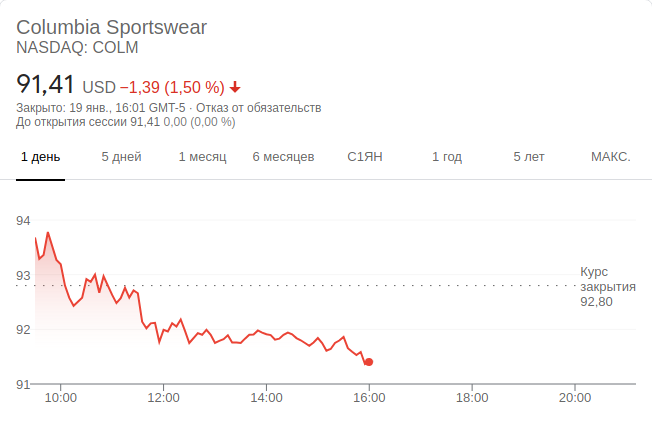 Columbia Sportswear
NASDAQ: COLM
91,41 USD −1,39 (1,50 %)
Закрыто: 19 янв., 16:01 GMT-5 · Отказ от обязательств
До открытия сессии 91,41 0,00 (0,00 %)
1 день 5 дней 1 месяц 6 месяцев С1ЯН 1 год 5 лет МАКС.
94
93
92
91
Курс
закрытия
92,80
10:00 12:00 14:00 16:00 18:00 20:00